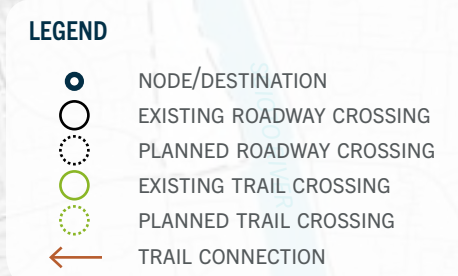 LEGEND
NODE/DESTINATION
EXISTING ROADWAY CROSSING
PLANNED ROADWAY CROSSING
EXISTING TRAIL CROSSING
PLANNED TRAIL CROSSING
TRAIL CONNECTION